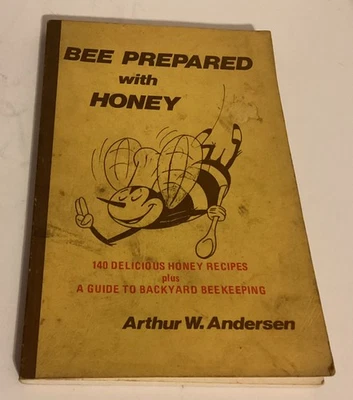 BEE PREPARED
with
HONEY
140 DELICIOUS HONEY RECIPES
plus
A GUIDE TO BACKYARD BEEKEEPING
Arthur W. Andersen